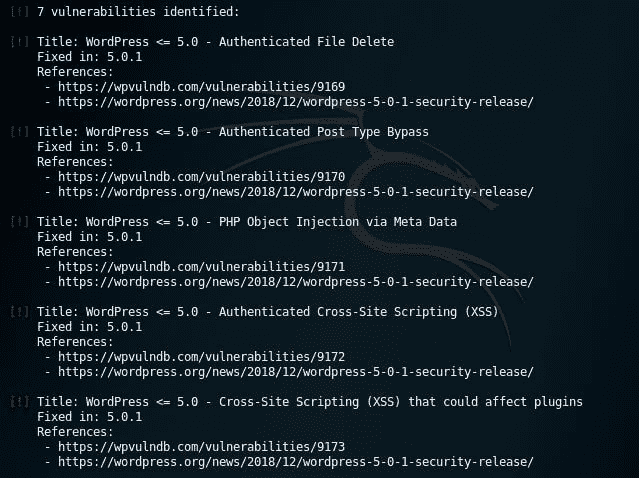 [!] 7 vulnerabilities identified:
[!] Title: WordPress <= 5.0 - Authenticated File Delete
Fixed in: 5.0.1
References:
- https://wpvulndb.com/vulnerabilities/9169
- https://wordpress.org/news/2018/12/wordpress-5-0-1-security-release/
[!] Title: WordPress <= 5.0 - Authenticated Post Type Bypass
Fixed in: 5.0.1
References:
- https://wpvulndb.com/vulnerabilities/9170
- https://wordpress.org/news/2018/12/wordpress-5-0-1-security-release/
[!] Title: WordPress <= 5.0 - PHP Object Injection via Meta Data
Fixed in: 5.0.1
References:
- https://wpvulndb.com/vulnerabilities/9171
- https://wordpress.org/news/2018/12/wordpress-5-0-1-security-release/
[!] Title: WordPress <= 5.0 - Authenticated Cross-Site Scripting (XSS)
Fixed in: 5.0.1
References:
- https://wpvulndb.com/vulnerabilities/9172
- https://wordpress.org/news/2018/12/wordpress-5-0-1-security-release/
[!] Title: WordPress <= 5.0 - Cross-Site Scripting (XSS) that could affect plugins
Fixed in: 5.0.1
References:
- https://wpvulndb.com/vulnerabilities/9173
- https://wordpress.org/news/2018/12/wordpress-5-0-1-security-release/